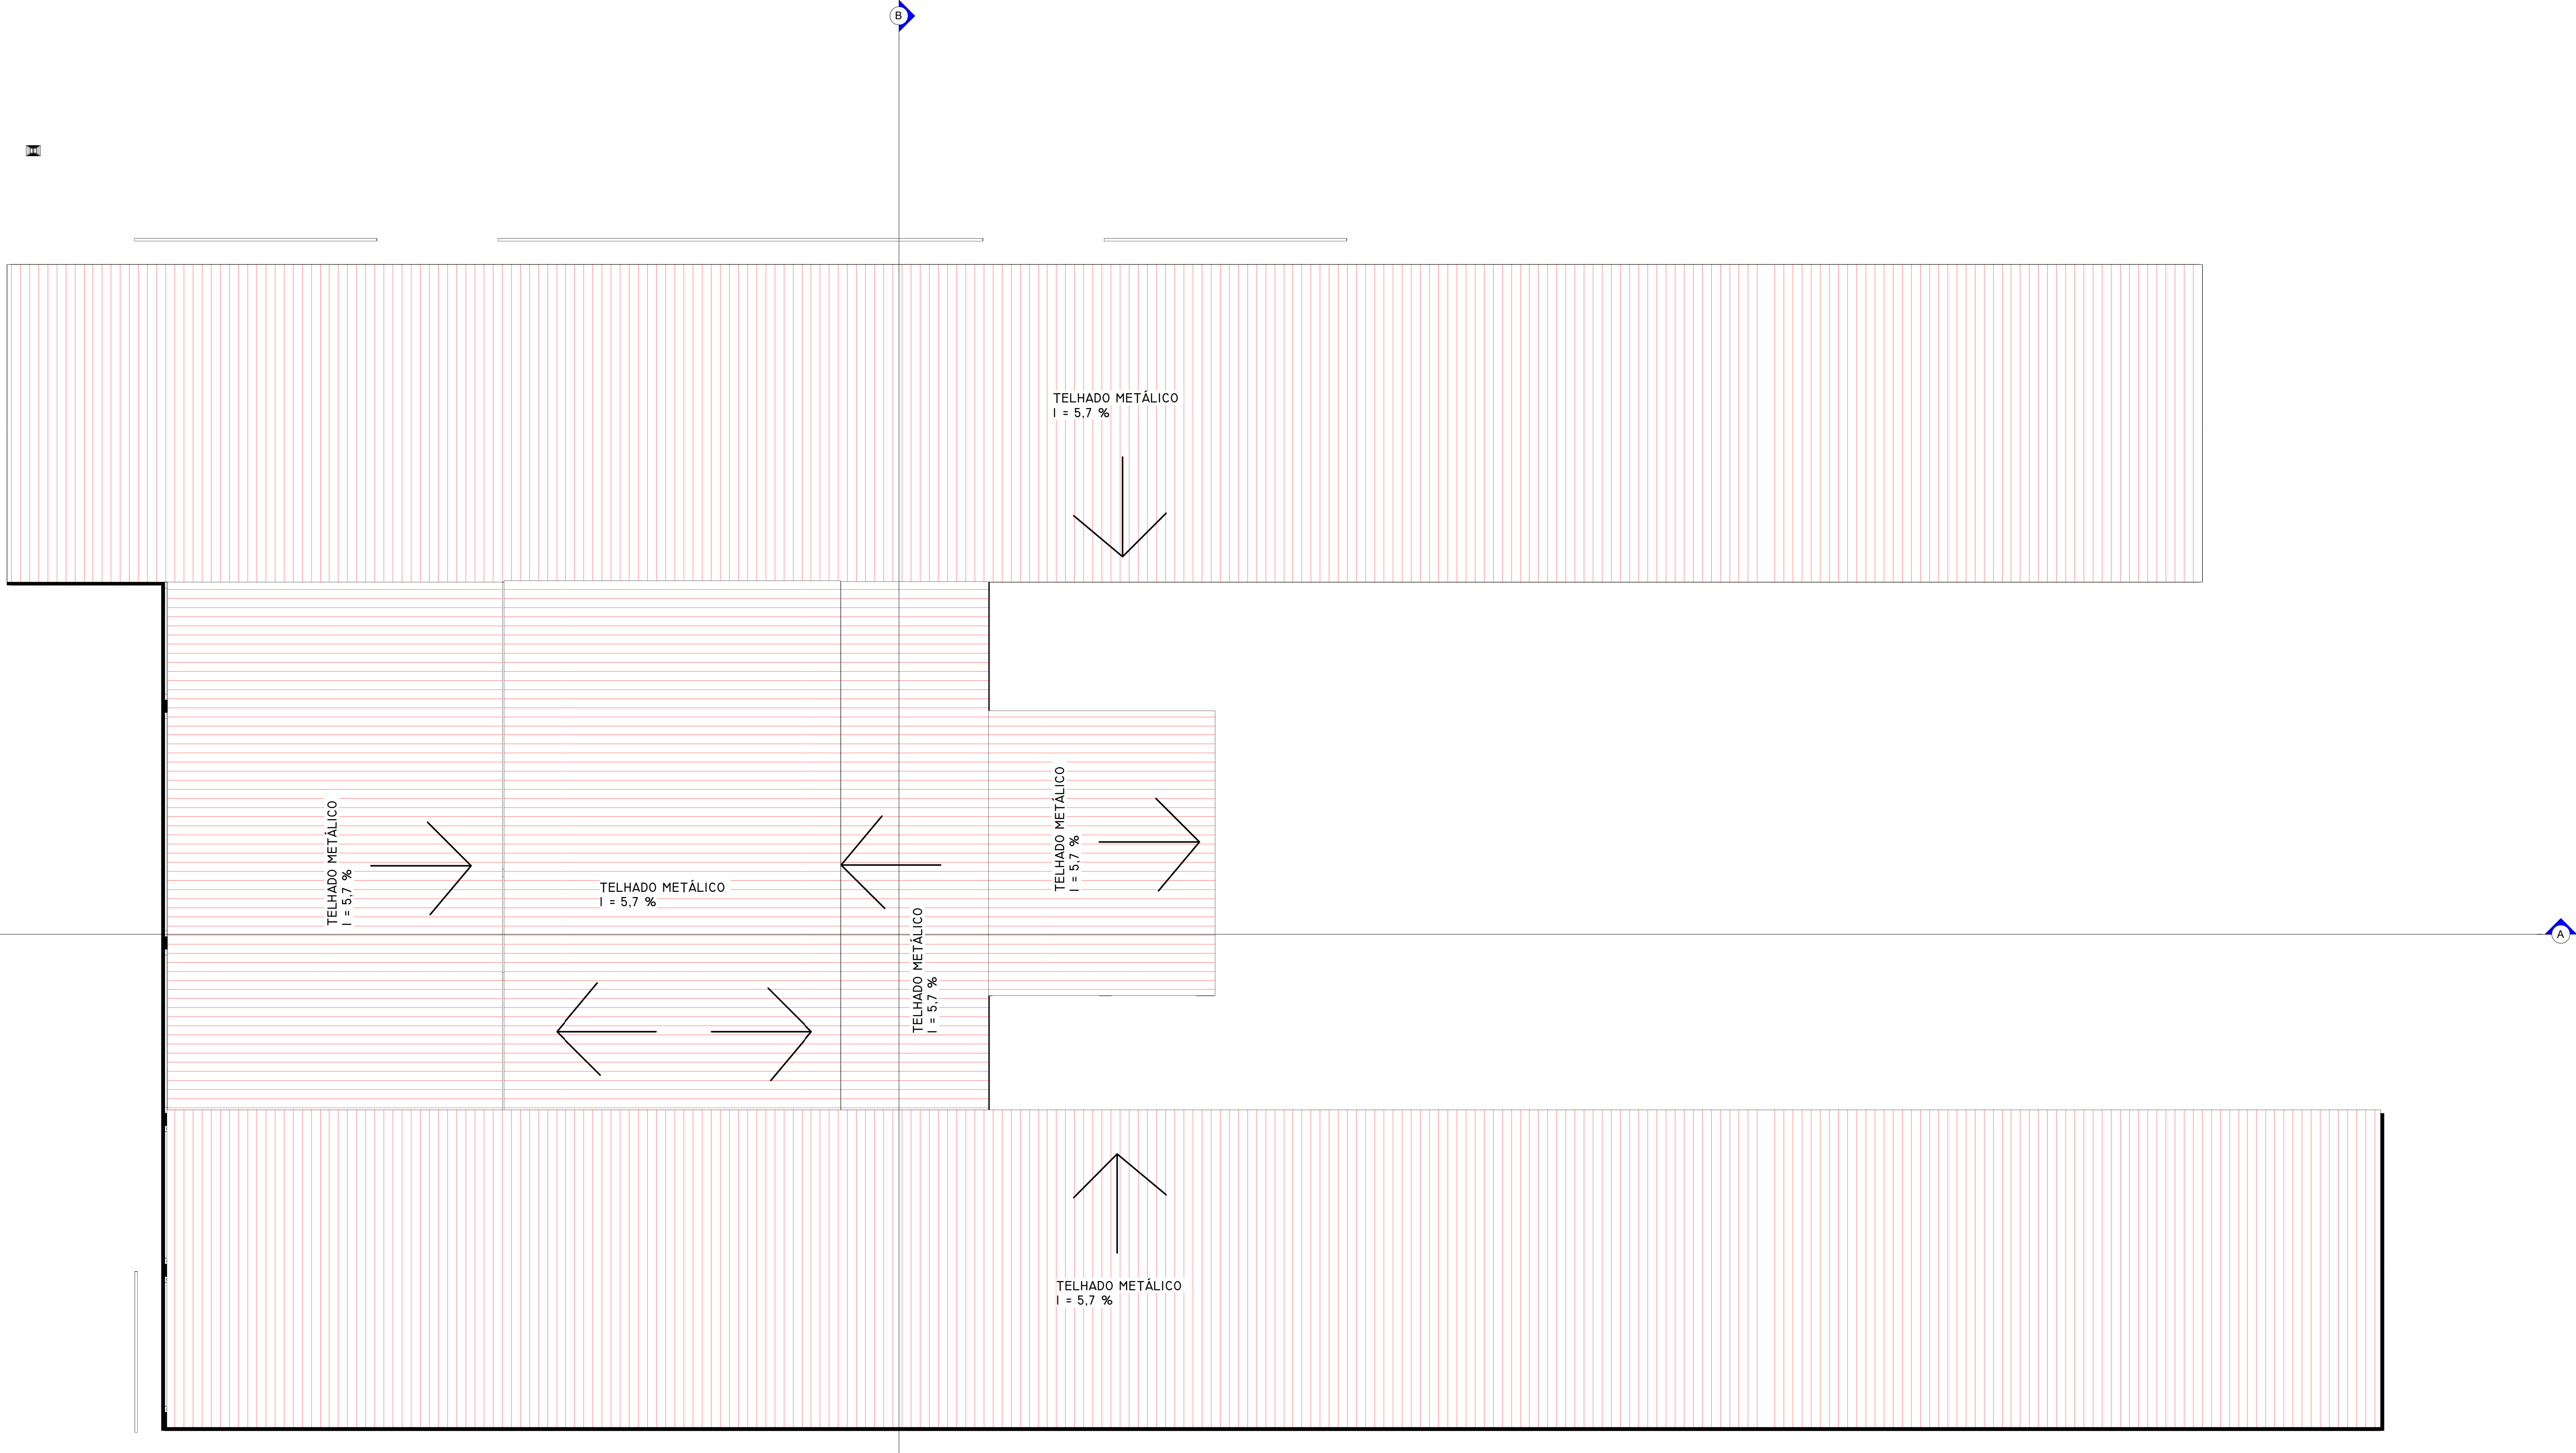 B
TELHADO METÁLICO
I = 5,7 %
TELHADO METÁLICO
I = 5,7 %
TELHADO METÁLICO
I = 5,7 %
TELHADO METÁLICO
I = 5,7 %
TELHADO METÁLICO
I = 5,7 %
A
TELHADO METÁLICO
I = 5,7 %